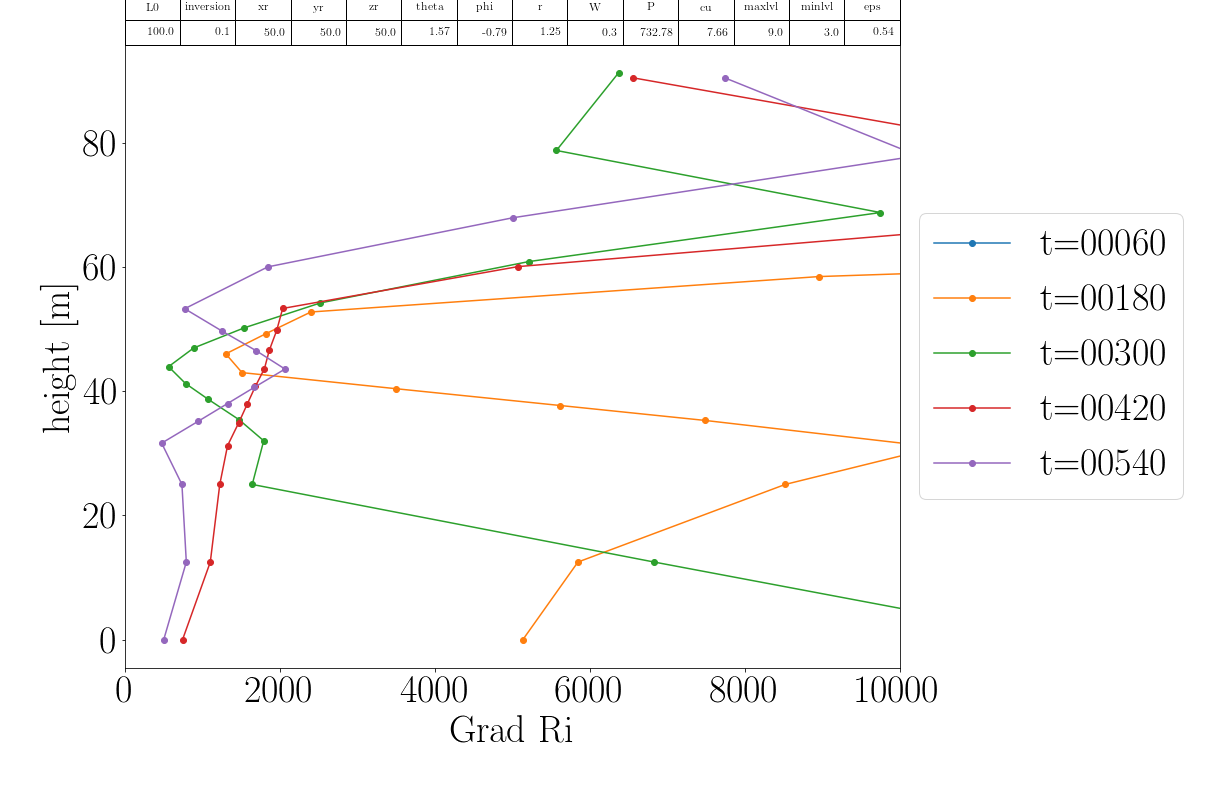 L0 inversion xr yr zr theta phi r W P cu maxlvl minlvl eps
100.0 0.1 50.0 50.0 50.0 1.57 -0.79 1.25 0.3 732.78 7.66 9.0 3.0 0.54
80
60
40
20
0
height [m]
0 2000 4000 6000 8000 10000
Grad Ri
t=00060
t=00180
t=00300
t=00420
t=00540